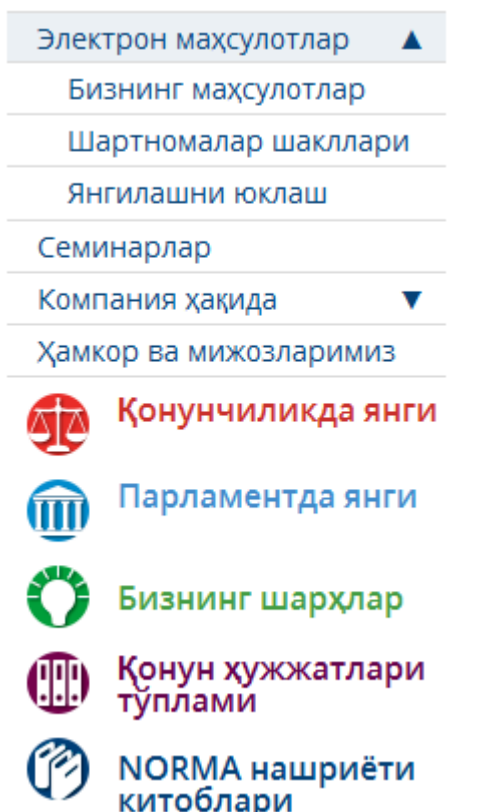 Электрон маҳсулотлар ▲
Бизнинг маҳсулотлар
Шартномалар шакллари
Янгилашни юклаш
Семинарлар
Компания ҳақида ▼
Ҳамкор ва мижозларимиз
Қонунчиликда янги
Парламентда янги
Бизнинг шарҳлар
Қонун ҳужжатлари
тўплами
NORMA нашриёти
китоблари